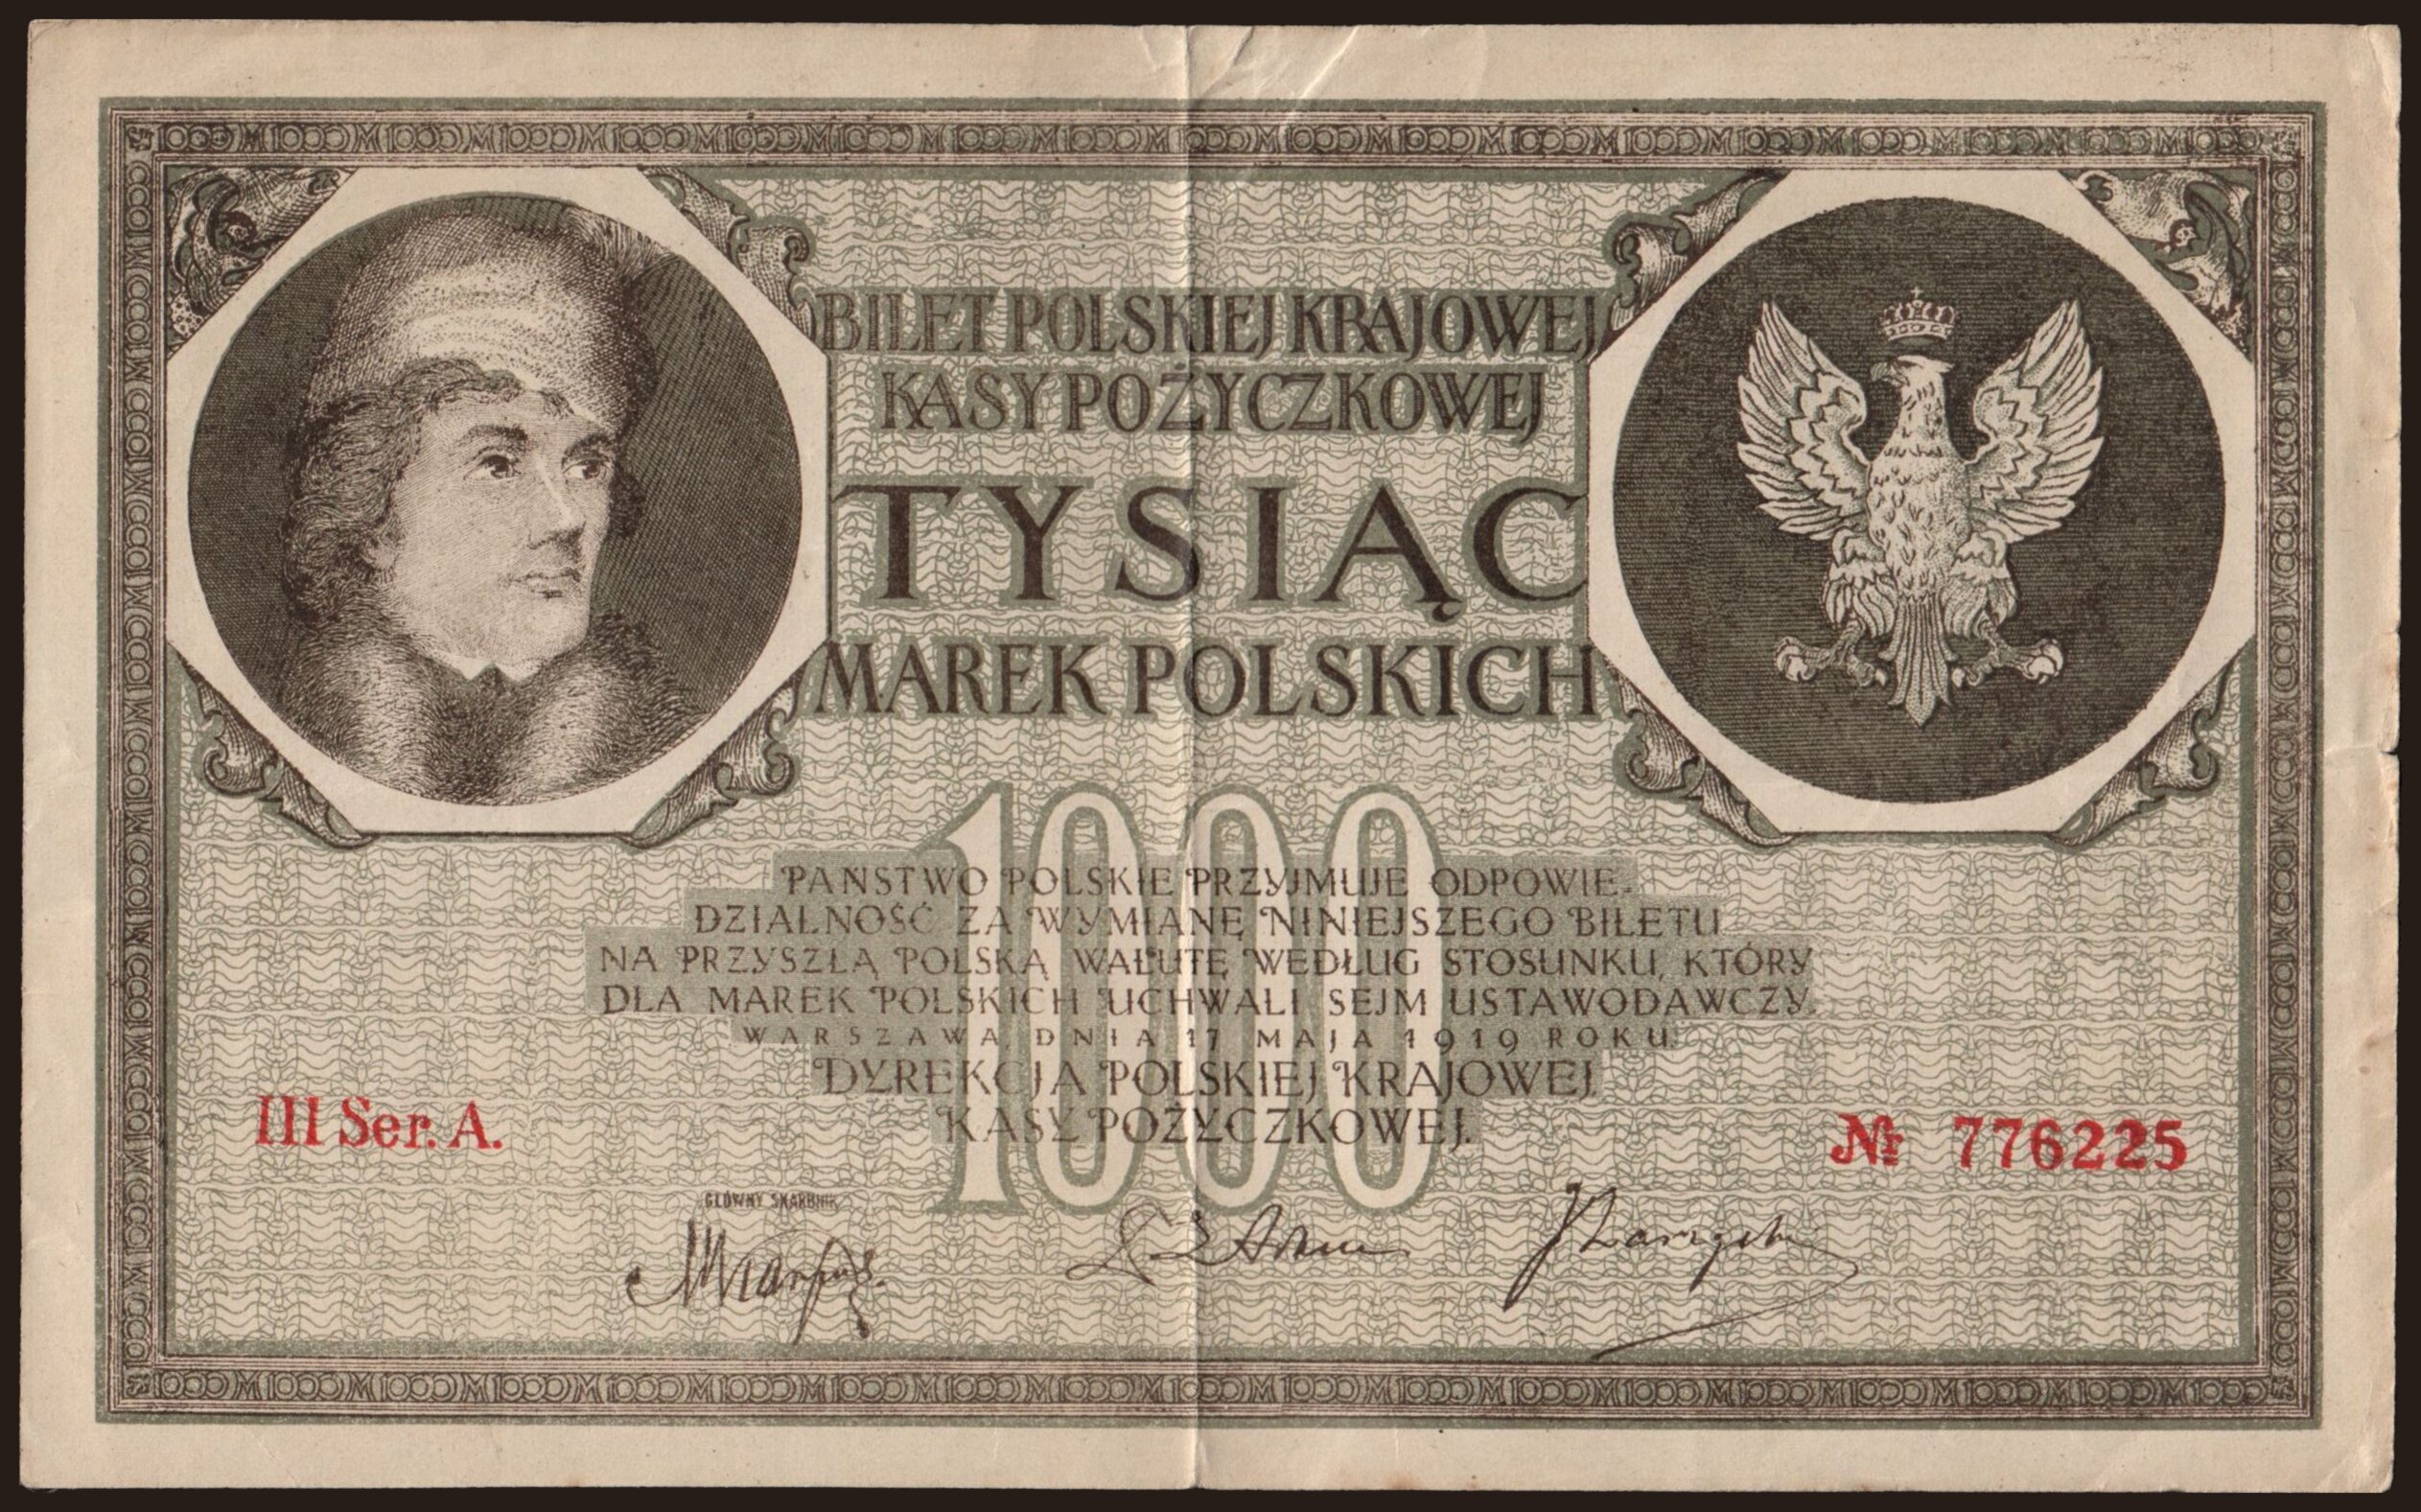 BILET POLSKIEJ KRAJOWEJ
KASY POŻYCZKOWEJ
TYSIĄC
MAREK POLSKICH
1000
PAŃSTWO POLSKIE PRZYJMUJE ODPOWIE-
DZIALNOŚĆ ZA WYMIANĘ NINIEJSZEGO BILETU
NA PRZYSZŁĄ POLSKĄ WALUTĘ WEDŁUG STOSUNKU, KTÓRY
DLA MAREK POLSKICH UCHWALI SEJM USTAWODAWCZY.
WARSZAWA, DNIA 17 MAJA 1919 ROKU.
DYREKCJA POLSKIEJ KRAJOWEJ
KASY POŻYCZKOWEJ.
III Ser. A.
№ 776225
GŁÓWNY SKARBNIK